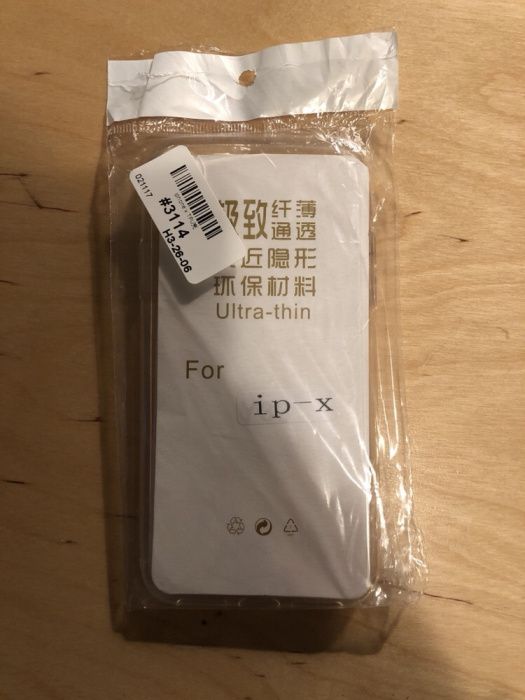 021117
#3114
H3-26-06
致 纤薄
通透
近隐形
环保材料
Ultra-thin
For
ip-x